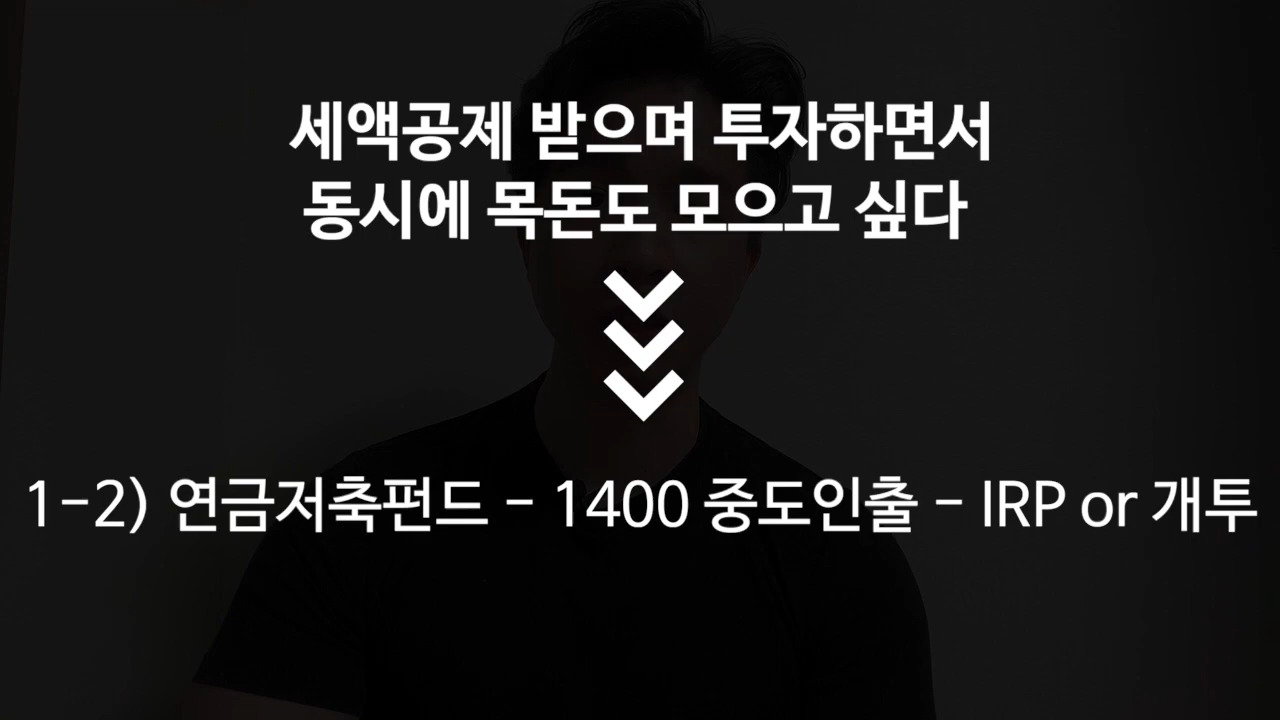 세액공제 받으며 투자하면서
동시에 목돈도 모으고 싶다
1-2) 연금저축펀드 - 1400 중도인출 - IRP or 개투